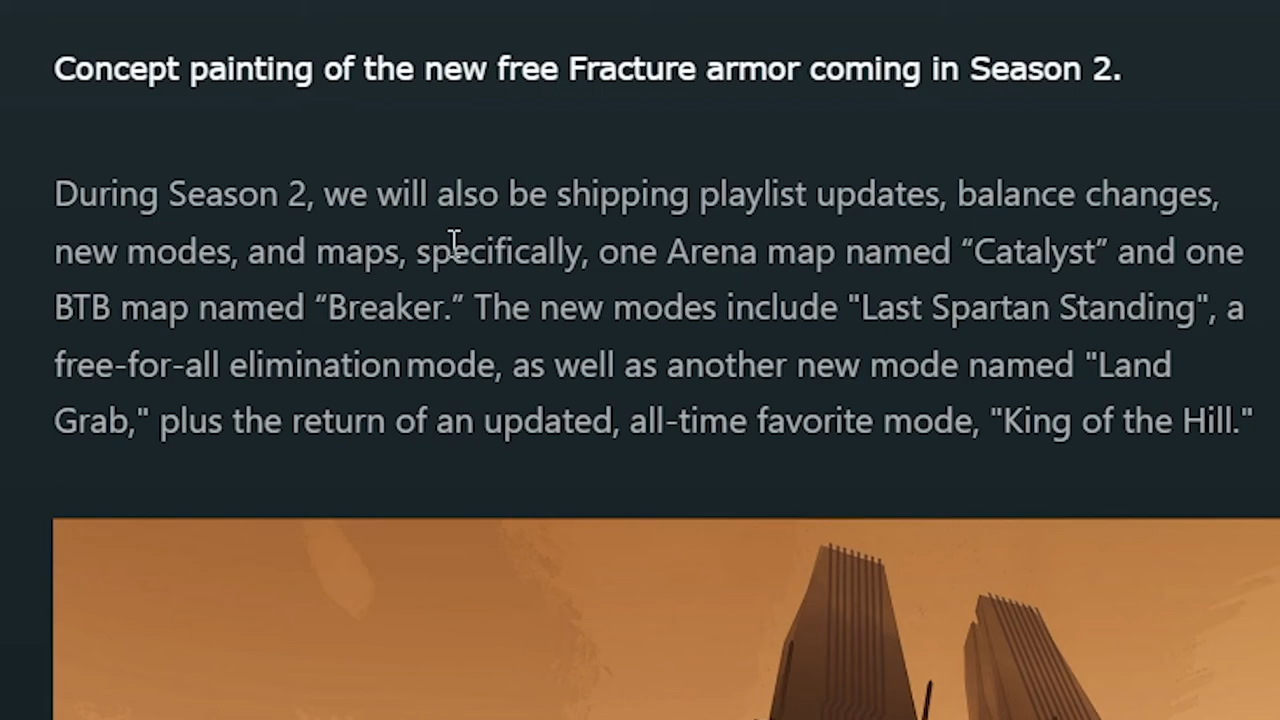 Concept painting of the new free Fracture armor coming in Season 2.
During Season 2, we will also be shipping playlist updates, balance changes,
new modes, and maps, specifically, one Arena map named “Catalyst” and one
BTB map named “Breaker.” The new modes include "Last Spartan Standing", a
free-for-all elimination mode, as well as another new mode named "Land
Grab," plus the return of an updated, all-time favorite mode, "King of the Hill."